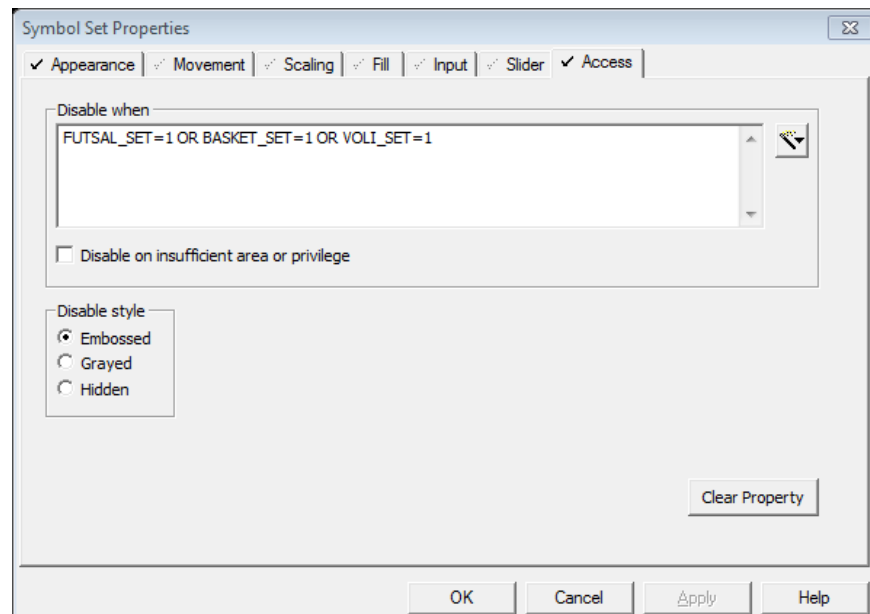 Symbol Set Properties
Appearance Movement Scaling Fill Input Slider Access
Disable when
FUTSAL_SET=1 OR BASKET_SET=1 OR VOLI_SET=1
Disable on insufficient area or privilege
Disable style
Embossed
Grayed
Hidden
Clear Property
OK Cancel Apply Help